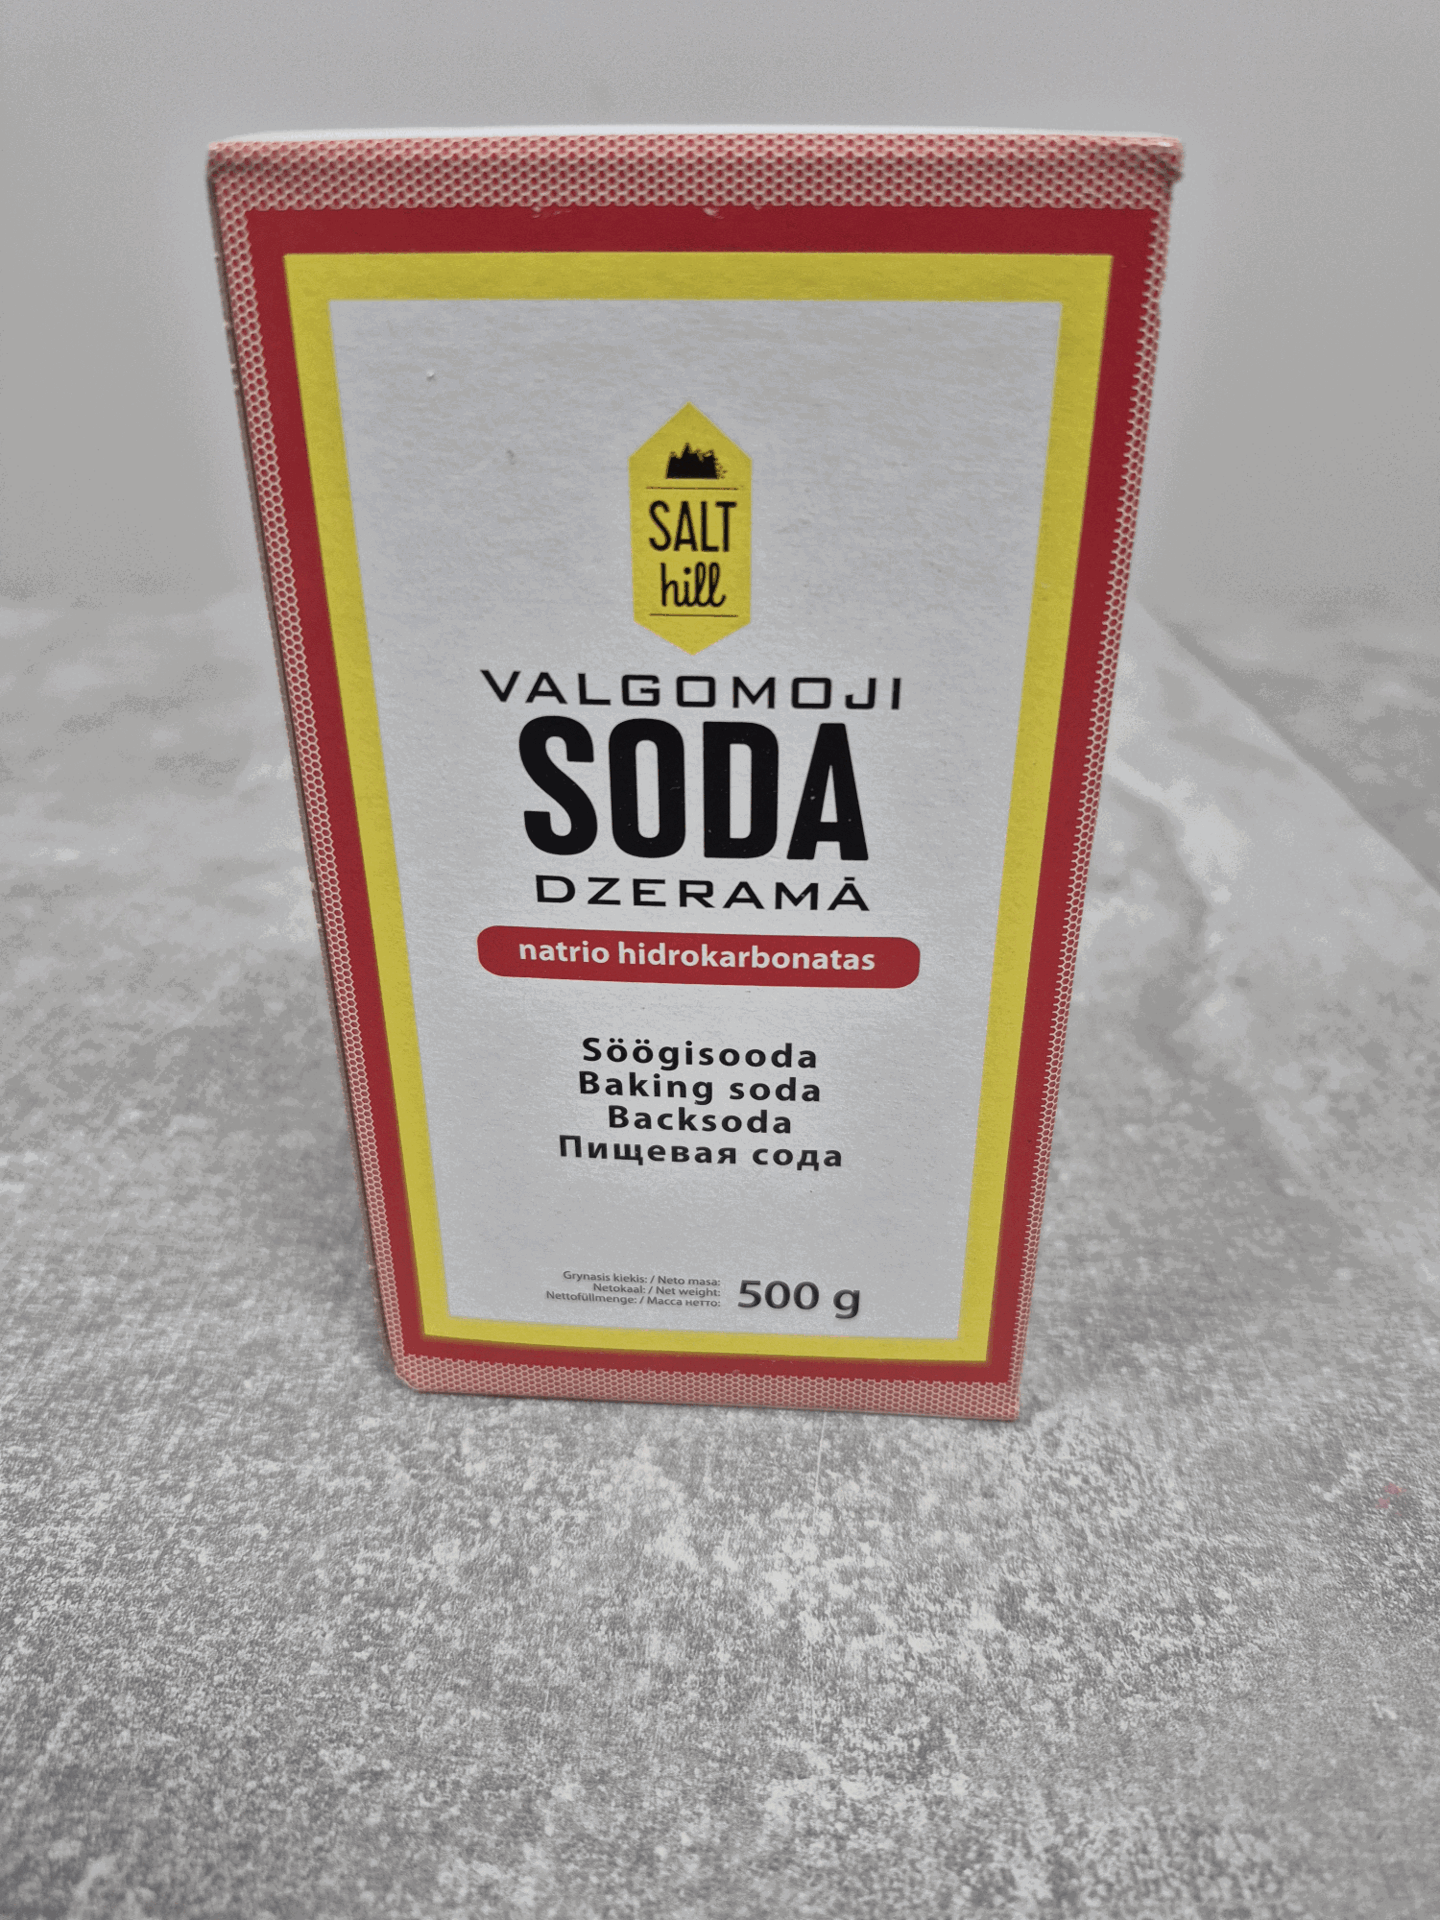 SALT
hill
VALGOMOJI
SODA
DZERAMĀ
natrio hidrokarbonatas
Söögisooda
Baking soda
Backsoda
Пищевая сода
Grynasis kiekis: / Neto masa:
Netokaal: / Net weight:
Nettofüllmenge: / Масса нетто:
500 g